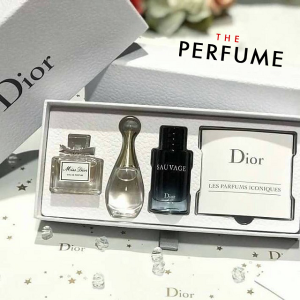 THE
PERFUME
Dior
Miss Dior
SAUVAGE
Dior
Dior
LES PARFUMS ICONIQUES
Dior
Dior